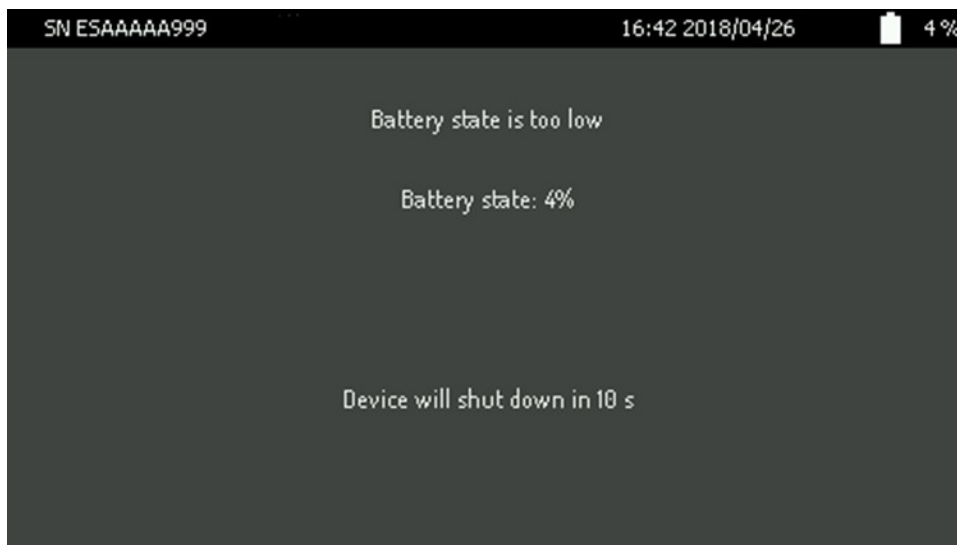 SN ESAAAAA999 16:42 2018/04/26 4%
Battery state is too low
Battery state: 4%
Device will shut down in 10 s